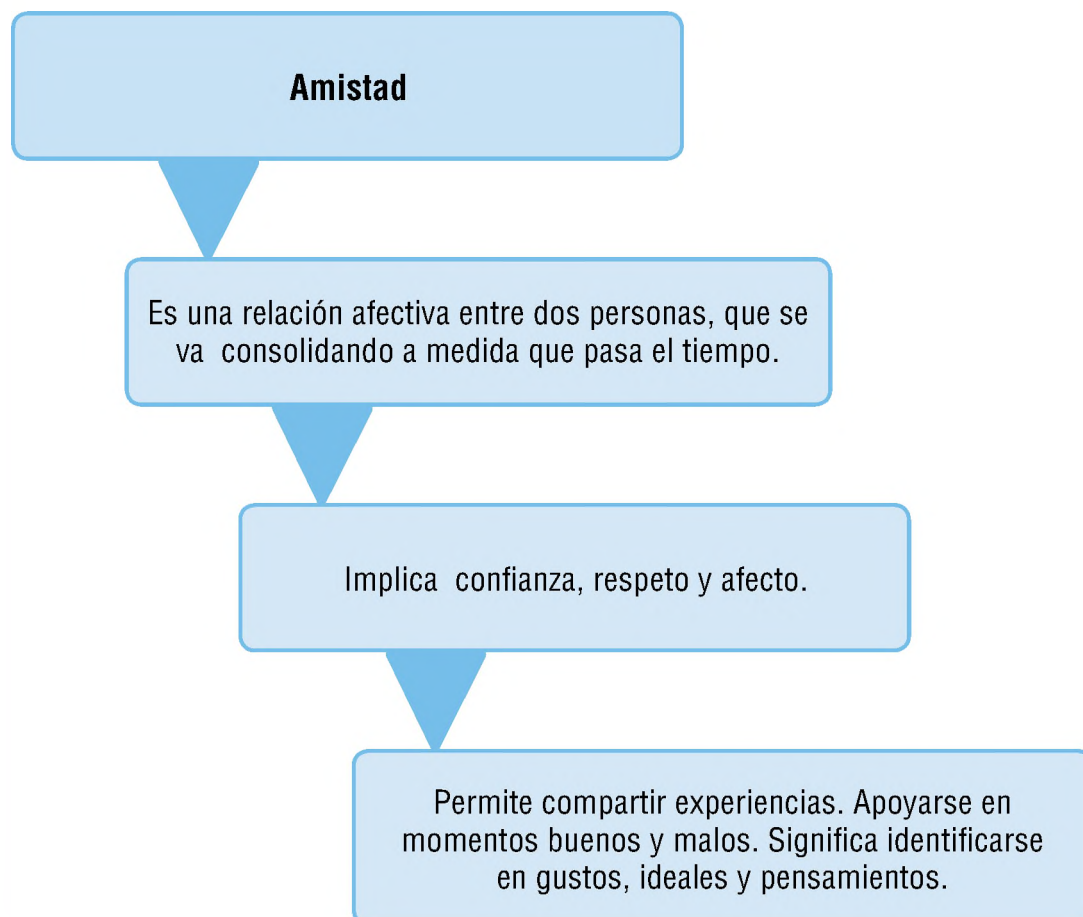 Amistad
Es una relación afectiva entre dos personas, que se
va consolidando a medida que pasa el tiempo.
Implica confianza, respeto y afecto.
Permite compartir experiencias. Apoyarse en
momentos buenos y malos. Significa identificarse
en gustos, ideales y pensamientos.